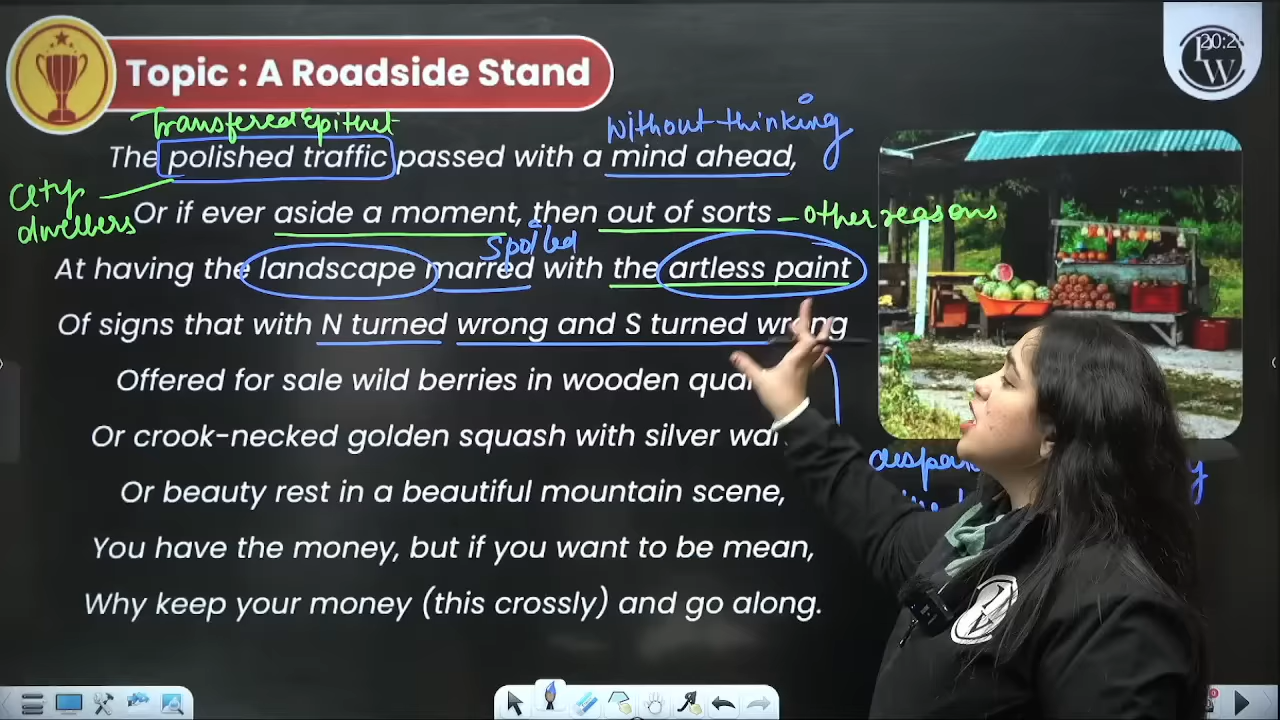 Topic : A Roadside Stand
20:2
W
Transfered Epithet
Without thinking
The polished traffic passed with a mind ahead,
City dwellers
Or if ever aside a moment, then out of sorts – other reasons
Spoiled
At having the landscape marred with the artless paint
Of signs that with N turned wrong and S turned wrong
Offered for sale wild berries in wooden
Or crook-necked golden squash with silver
Or beauty rest in a beautiful mountain scene,
You have the money, but if you want to be mean,
Why keep your money (this crossly) and go along.